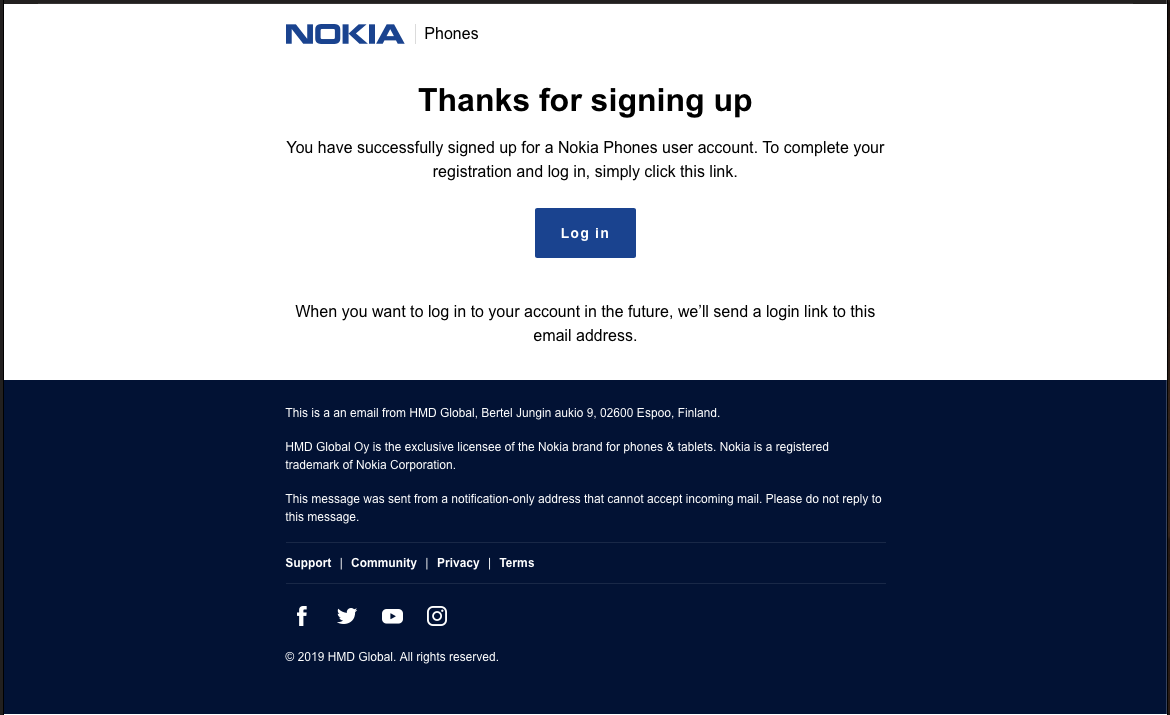 NOKIA Phones
Thanks for signing up
You have successfully signed up for a Nokia Phones user account. To complete your
registration and log in, simply click this link.
Log in
When you want to log in to your account in the future, we’ll send a login link to this
email address.
This is a an email from HMD Global, Bertel Jungin aukio 9, 02600 Espoo, Finland.
HMD Global Oy is the exclusive licensee of the Nokia brand for phones & tablets. Nokia is a registered
trademark of Nokia Corporation.
This message was sent from a notification-only address that cannot accept incoming mail. Please do not reply to
this message.
Support | Community | Privacy | Terms
© 2019 HMD Global. All rights reserved.